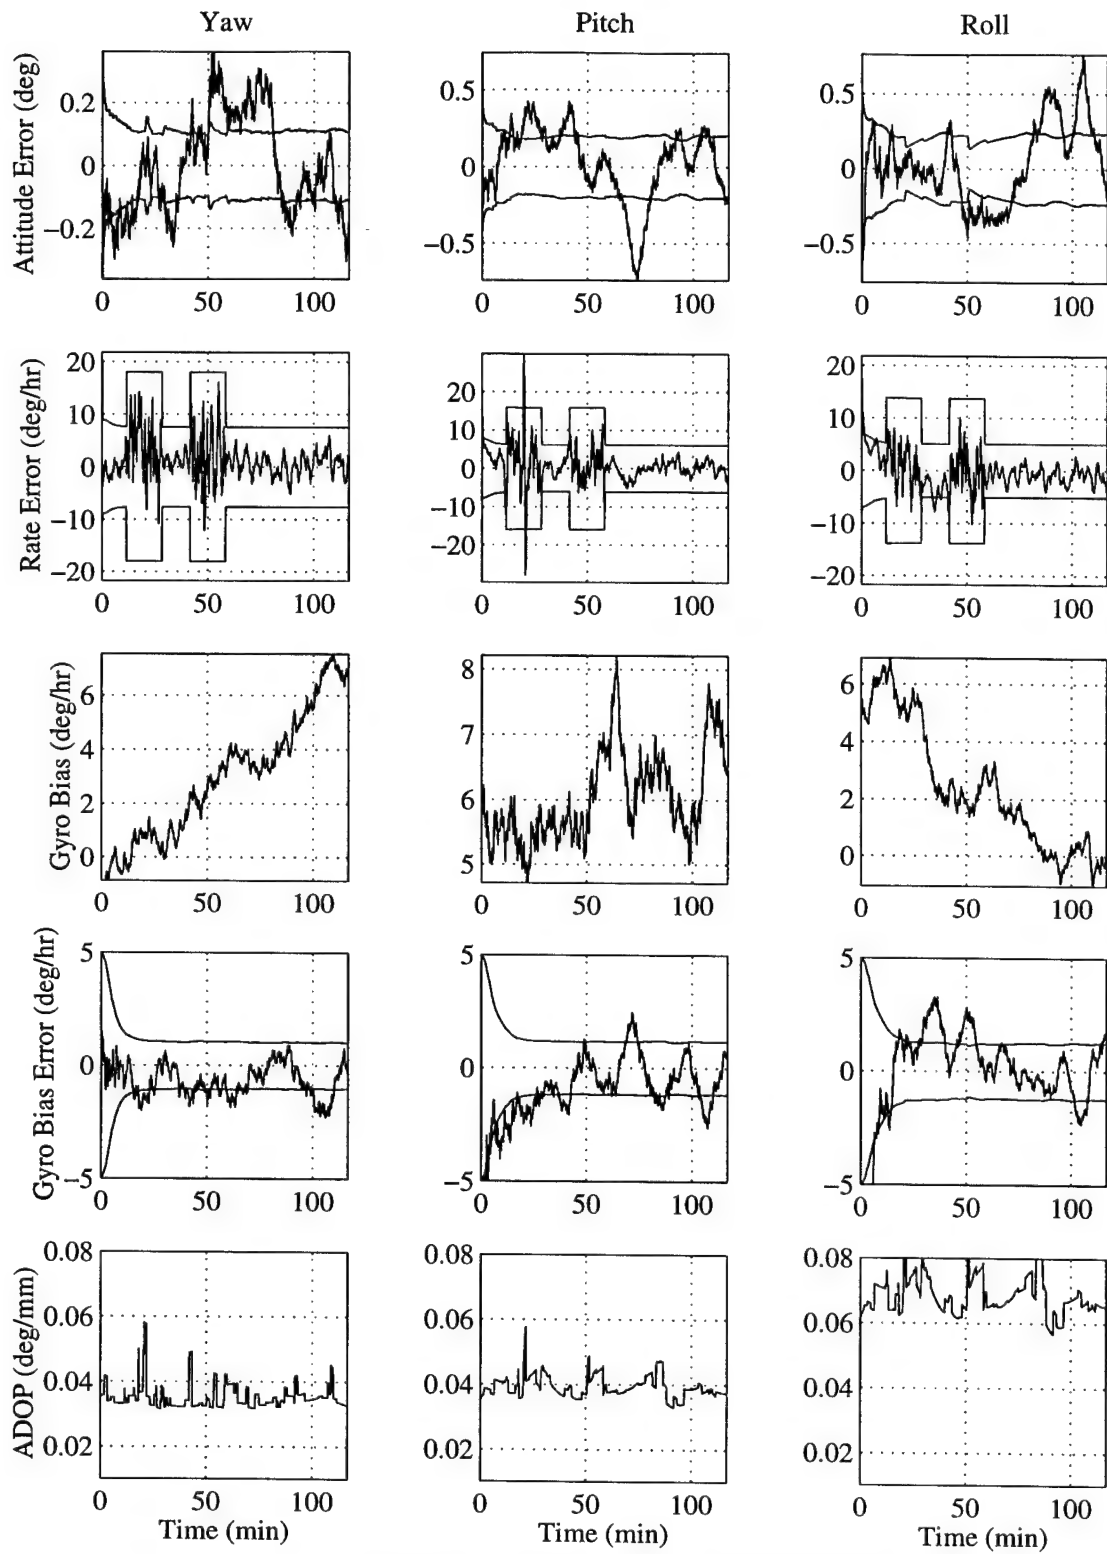 Yaw Pitch Roll
Attitude Error (deg)
0.2
0
−0.2
0 50 100
0.5
0
−0.5
0 50 100
0.5
0
−0.5
0 50 100
Rate Error (deg/hr)
20
10
0
−10
−20
0 50 100
20
10
0
−10
−20
0 50 100
20
10
0
−10
−20
0 50 100
Gyro Bias (deg/hr)
6
4
2
0
0 50 100
8
7
6
5
0 50 100
6
4
2
0
0 50 100
Gyro Bias Error (deg/hr)
5
0
−5
0 50 100
5
0
−5
0 50 100
5
0
−5
0 50 100
ADOP (deg/mm)
0.08
0.06
0.04
0.02
0 50 100
Time (min)
0.08
0.06
0.04
0.02
0 50 100
Time (min)
0.08
0.06
0.04
0.02
0 50 100
Time (min)